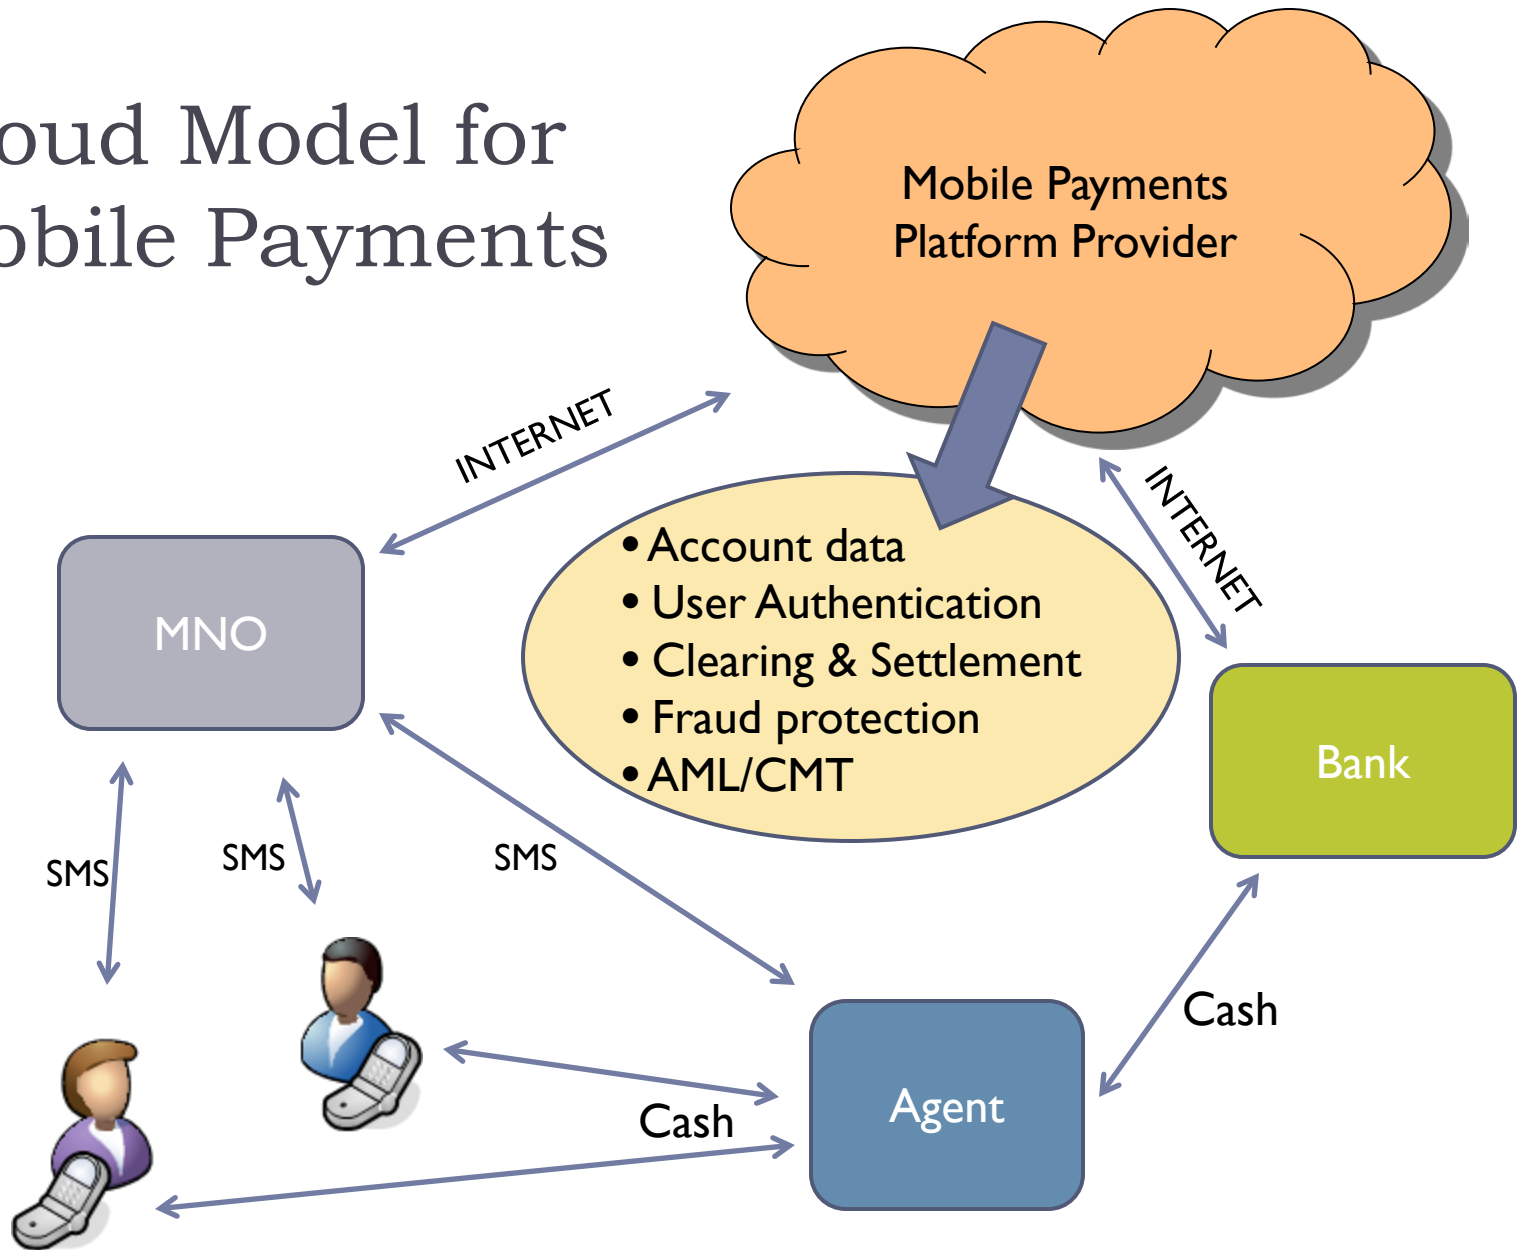 oud Model for
obile Payments
Mobile Payments
Platform Provider
INTERNET
INTERNET
• Account data
• User Authentication
• Clearing & Settlement
• Fraud protection
• AML/CMT
MNO
Bank
SMS
SMS
SMS
Cash
Cash
Agent